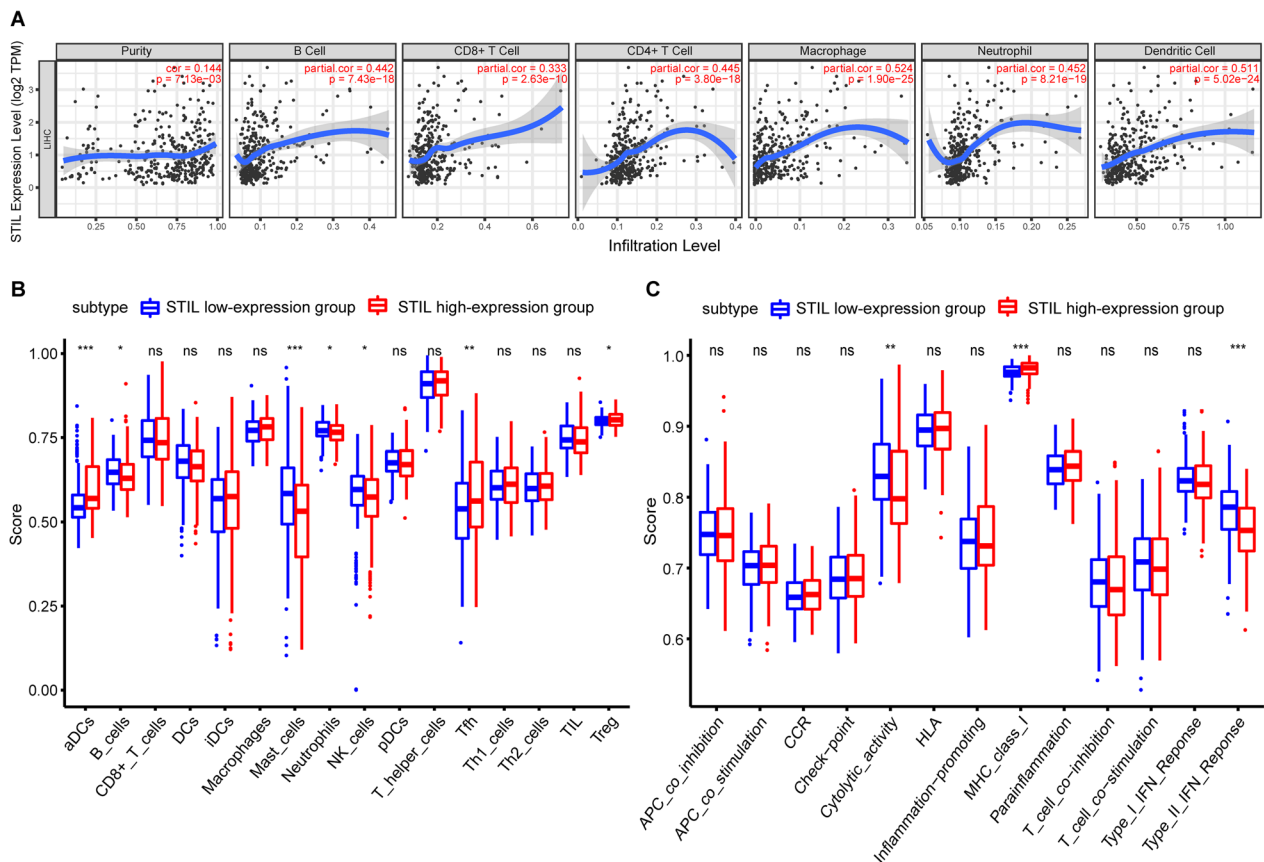 A
Purity B Cell CD8+ T Cell CD4+ T Cell Macrophage Neutrophil Dendritic Cell
cor = 0.144 partial.cor = 0.442 partial.cor = 0.333 partial.cor = 0.445 partial.cor = 0.524 partial.cor = 0.452 partial.cor = 0.511
p = 7.13e−03 p = 7.43e−18 p = 2.63e−10 p = 3.80e−18 p = 1.90e−25 p = 8.21e−19 p = 5.02e−24
STIL Expression Level (log2 TPM)
LIHC
3
2
1
0
0.25 0.50 0.75 1.00 0.1 0.2 0.3 0.4 0.2 0.4 0.6 0.0 0.1 0.2 0.3 0.4 0.0 0.1 0.2 0.3 0.05 0.10 0.15 0.20 0.25 0.50 0.75 1.00
Infiltration Level
B
subtype STIL low-expression group STIL high-expression group
*** * ns ns ns ns *** * * ns ns ** ns ns ns *
Score
1.00
0.75
0.50
0.25
0.00
aDCs
B_cells
CD8+_T_cells
DCs
iDCs
Macrophages
Mast_cells
Neutrophils
NK_cells
pDCs
T_helper_cells
Tfh
Th1_cells
Th2_cells
TIL
Treg
C
subtype STIL low-expression group STIL high-expression group
ns ns ns ns ** ns ns *** ns ns ns ns ***
Score
1.0
0.9
0.8
0.7
0.6
APC_co_inhibition
APC_co_stimulation
CCR
Check−point
Cytolytic_activity
HLA
Inflammation−promoting
MHC_class_I
Parainflammation
T_cell_co−inhibition
T_cell_co−stimulation
Type_I_IFN_Reponse
Type_II_IFN_Reponse